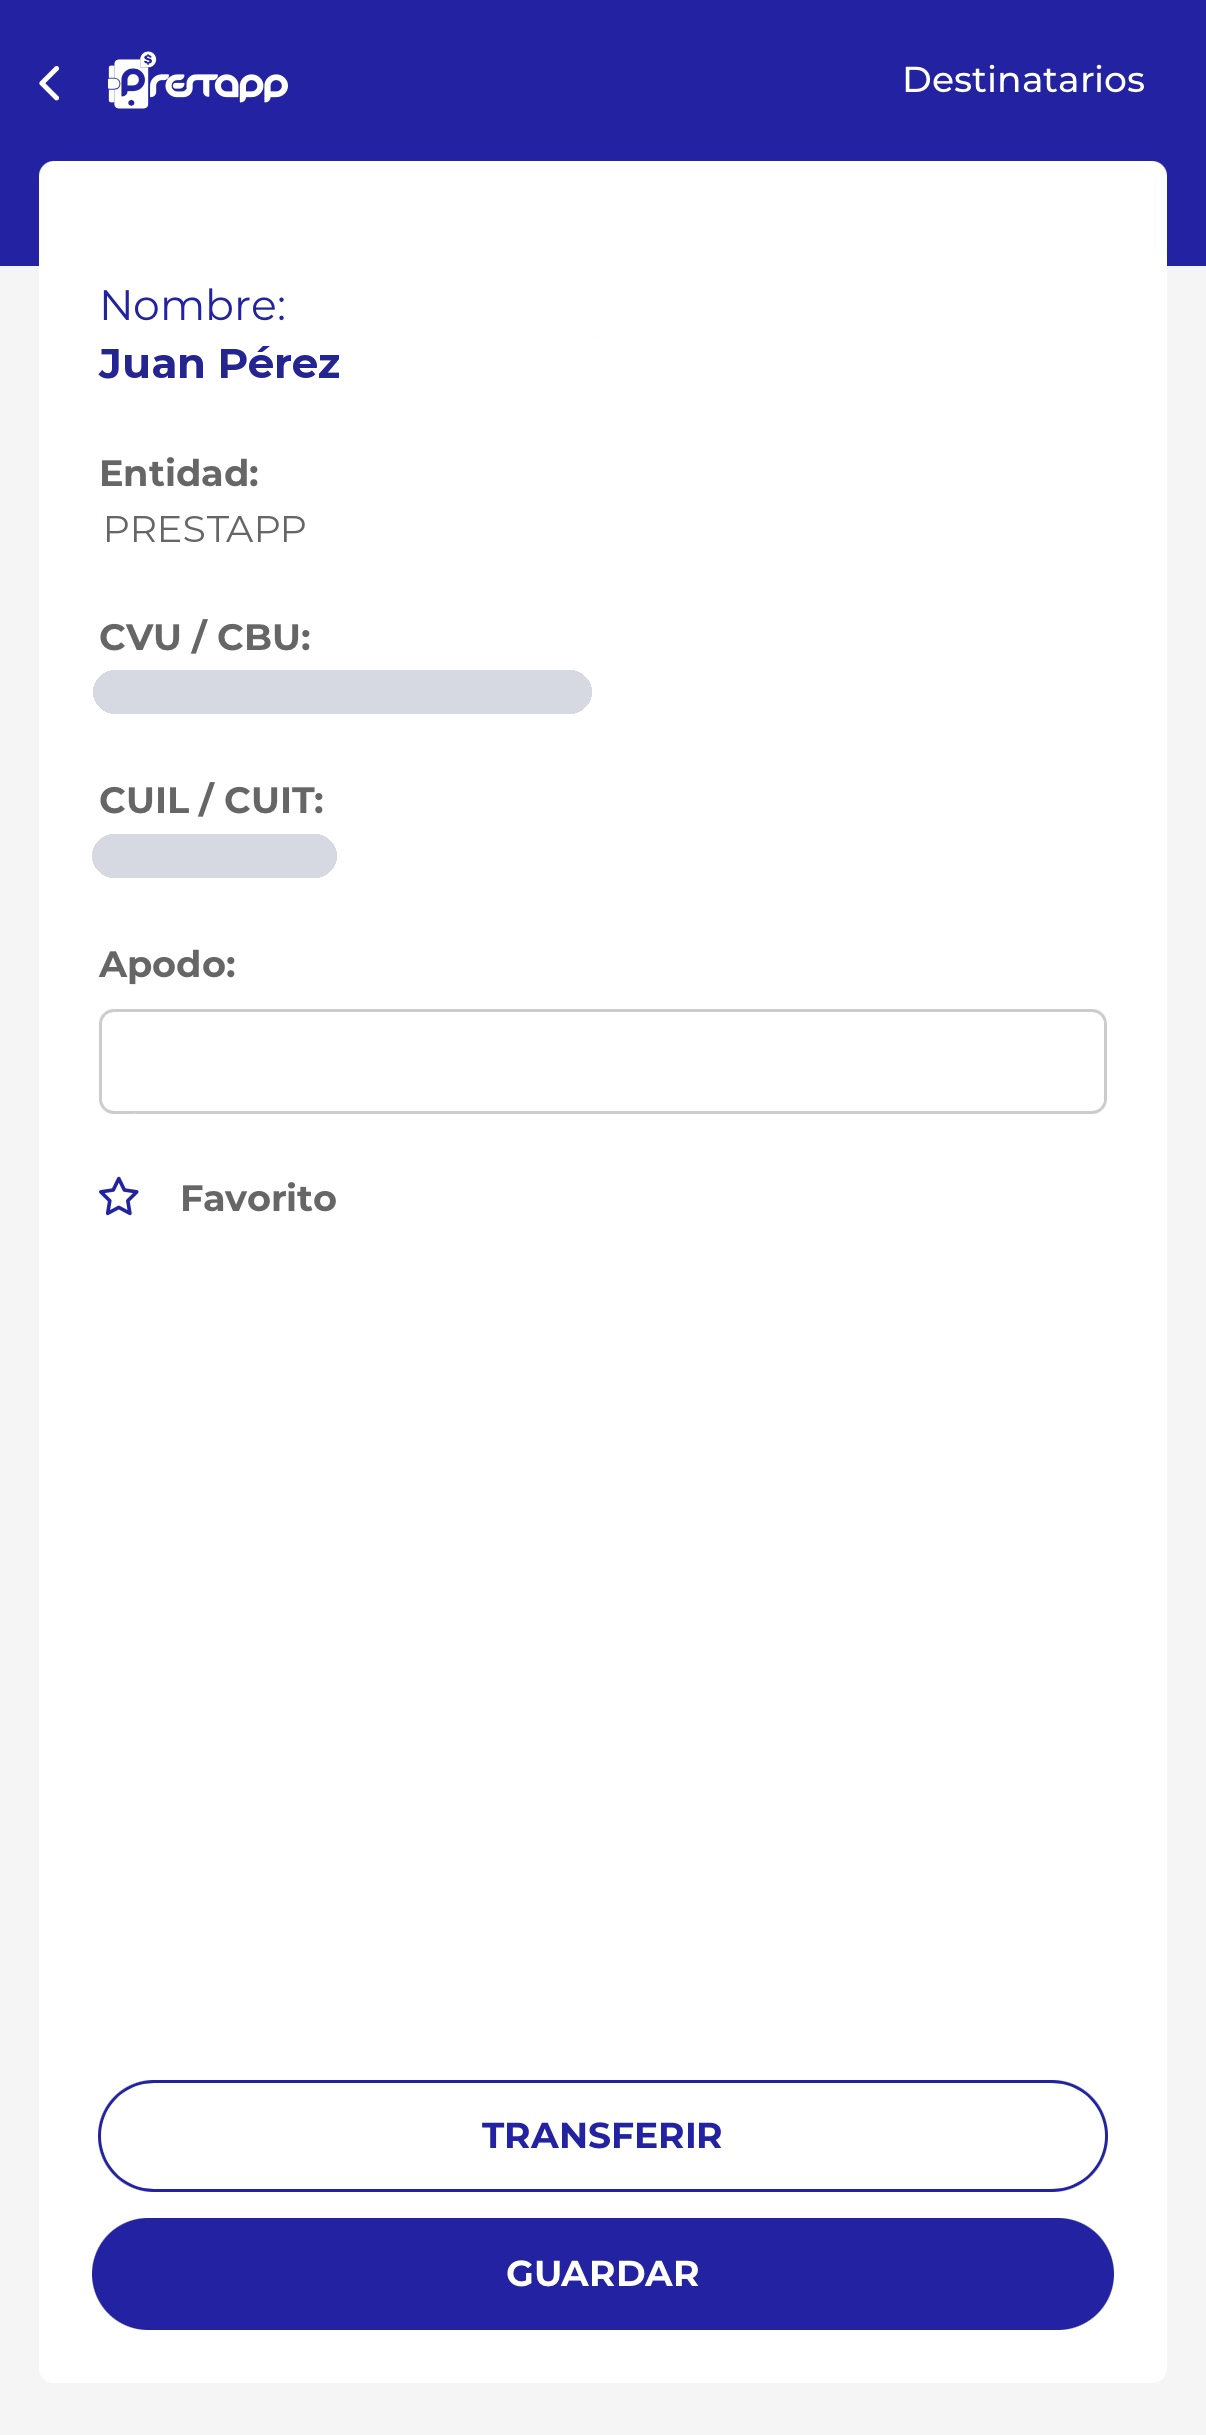 Prestapp
Destinatarios
Nombre:
Juan Pérez
Entidad:
PRESTAPP
CVU / CBU:
CUIL / CUIT:
Apodo:
Favorito
TRANSFERIR
GUARDAR